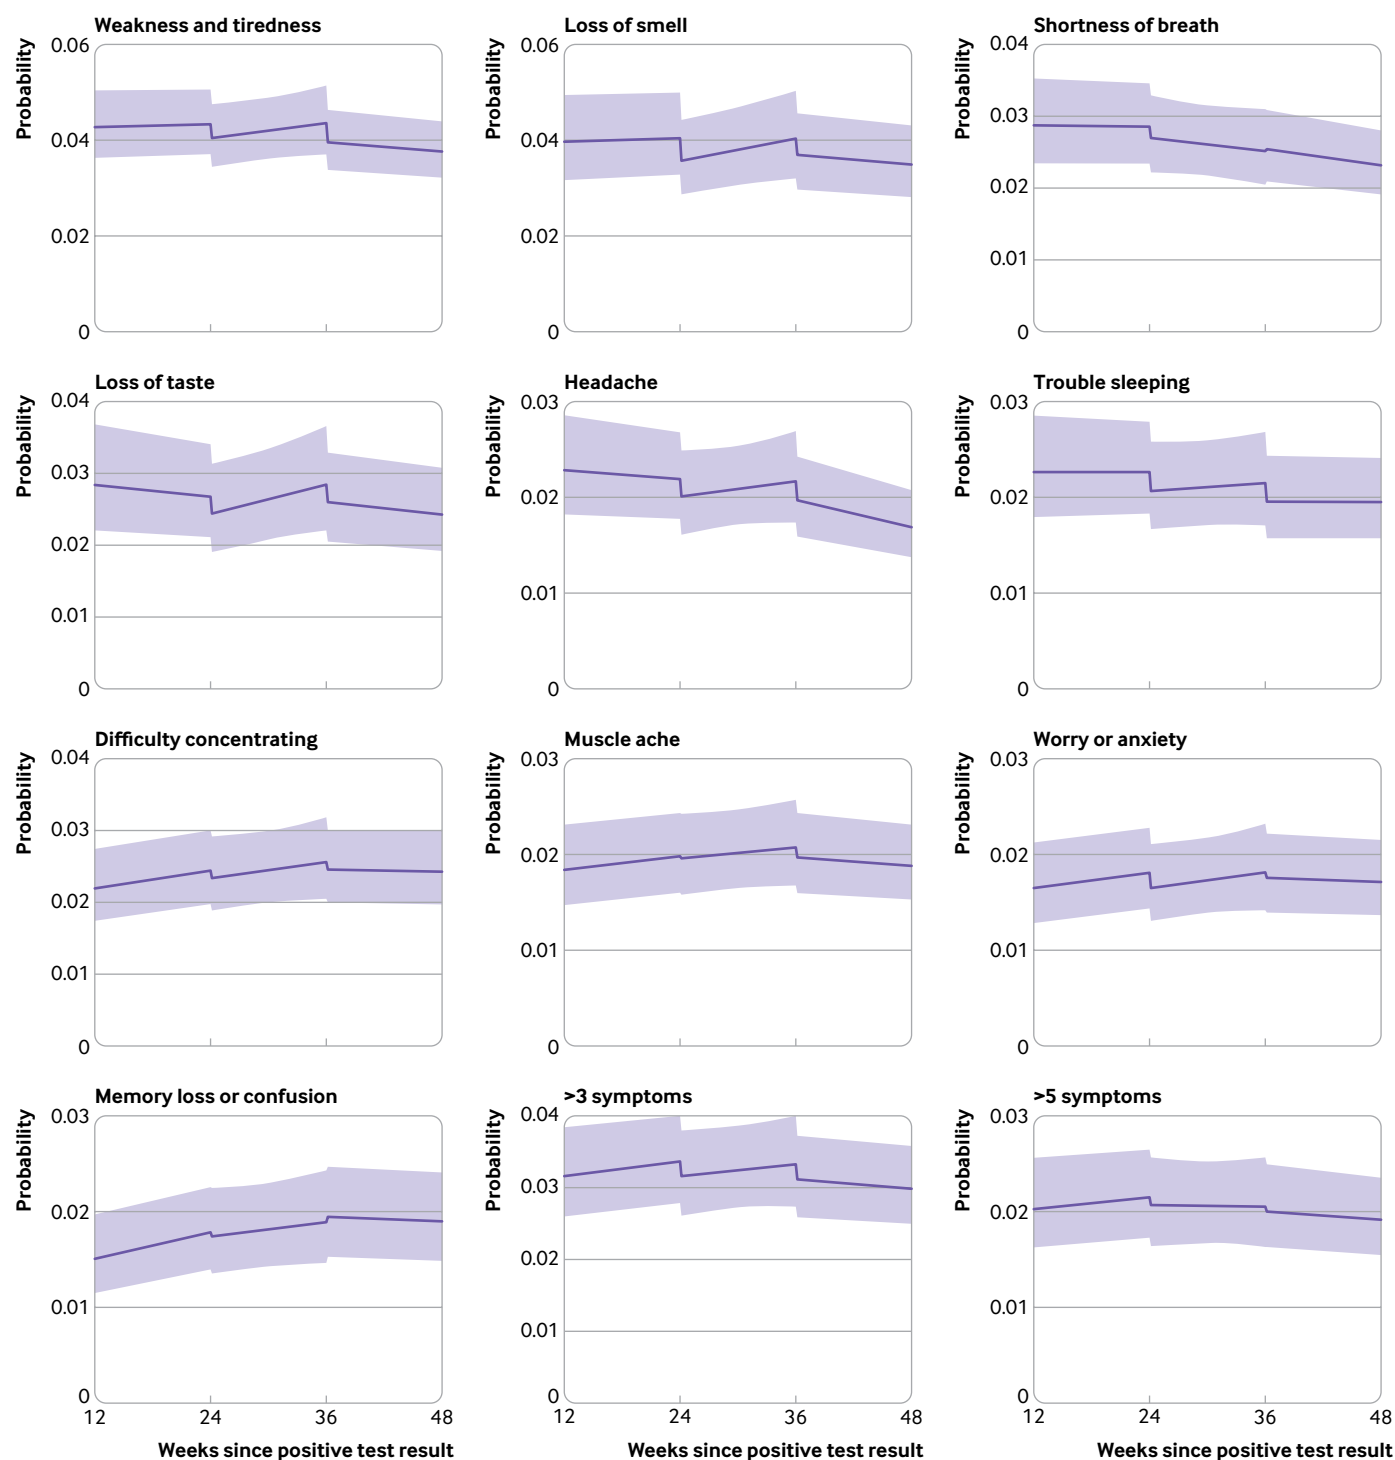 Weakness and tiredness
Probability
0.06
0.04
0.02
0
Loss of smell
Probability
0.06
0.04
0.02
0
Shortness of breath
Probability
0.04
0.03
0.02
0.01
0
Loss of taste
Probability
0.04
0.03
0.02
0.01
0
Headache
Probability
0.03
0.02
0.01
0
Trouble sleeping
Probability
0.03
0.02
0.01
0
Difficulty concentrating
Probability
0.04
0.03
0.02
0.01
0
Muscle ache
Probability
0.03
0.02
0.01
0
Worry or anxiety
Probability
0.03
0.02
0.01
0
Memory loss or confusion
Probability
0.03
0.02
0.01
0
12 24 36 48
Weeks since positive test result
>3 symptoms
Probability
0.04
0.03
0.02
0.01
0
12 24 36 48
Weeks since positive test result
>5 symptoms
Probability
0.03
0.02
0.01
0
12 24 36 48
Weeks since positive test result